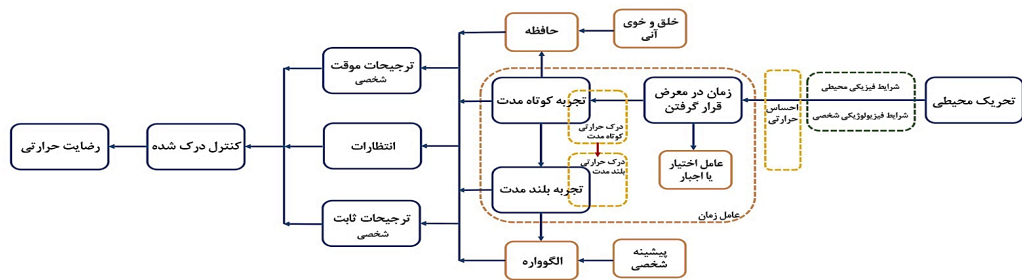 تحریک محیطی
شرایط فیزیکی محیطی
شرایط فیزیولوژیکی شخصی
احساس
حرارتی
زمان در معرض
قرار گرفتن
عامل اختیار
یا اجبار
عامل زمان
تجربه کوتاه مدت
درک حرارتی
کوتاه مدت
درک حرارتی
بلند مدت
تجربه بلند مدت
خلق و خوی
آنی
حافظه
پیشینه
شخصی
الگوواره
ترجیحات موقت
شخصی
انتظارات
ترجیحات ثابت
شخصی
کنترل درک شده
رضایت حرارتی